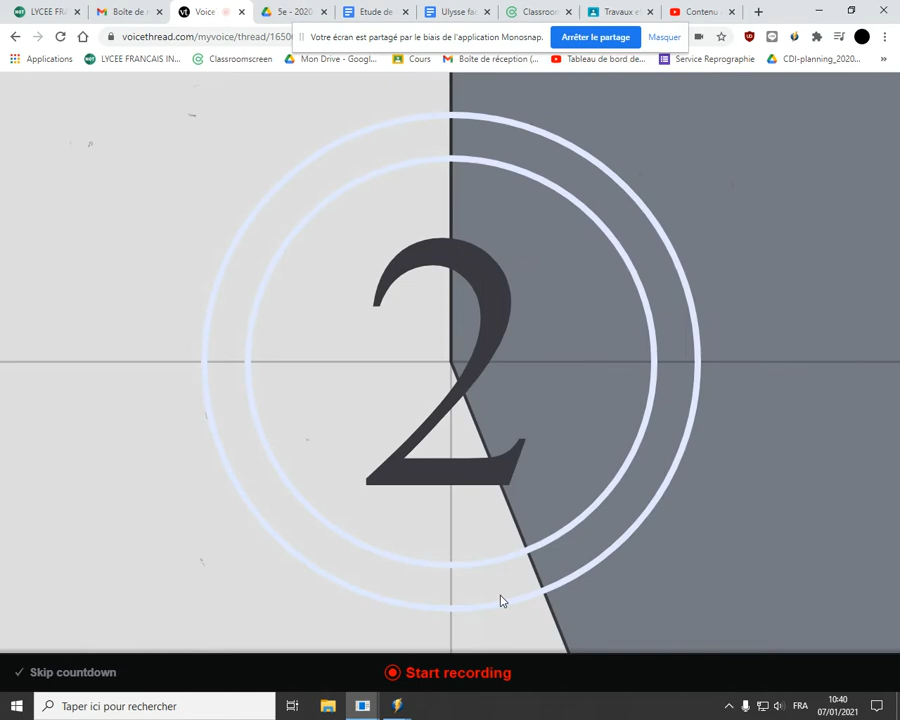 LYCEE FRA
Boîte de r
Voice
5e - 2020
Etude de
Ulysse fa
Classroom
Travaux e
Contenu
voicethread.com/myvoice/thread/1650
Votre écran est partagé par le biais de l'application Monosnap.
Arrêter le partage
Masquer
Applications
LYCEE FRANCAIS IN...
Classroomscreen
Mon Drive - Googl...
Cours
Boîte de réception (...
Tableau de bord de...
Service Reprographie
CDI-planning_2020...
2
Skip countdown
Start recording
Taper ici pour rechercher
FRA
10:40
07/01/2021